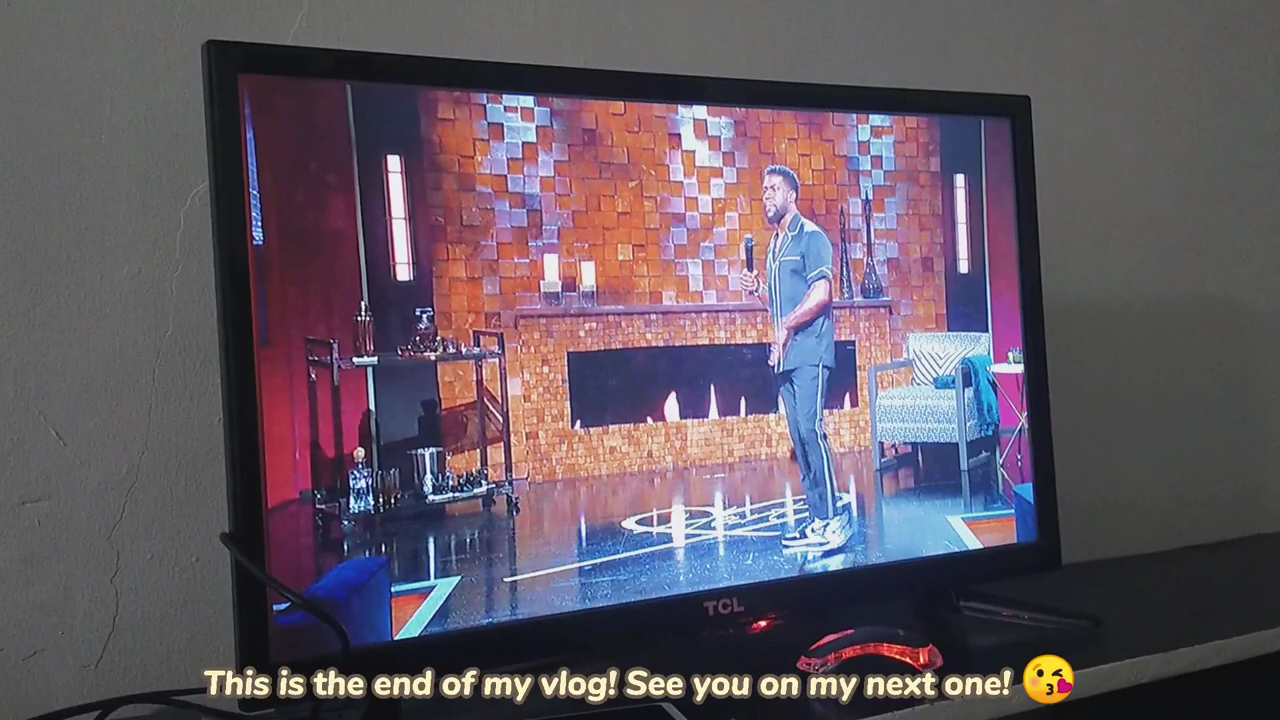 TCL
This is the end of my vlog! See you on my next one! 😘